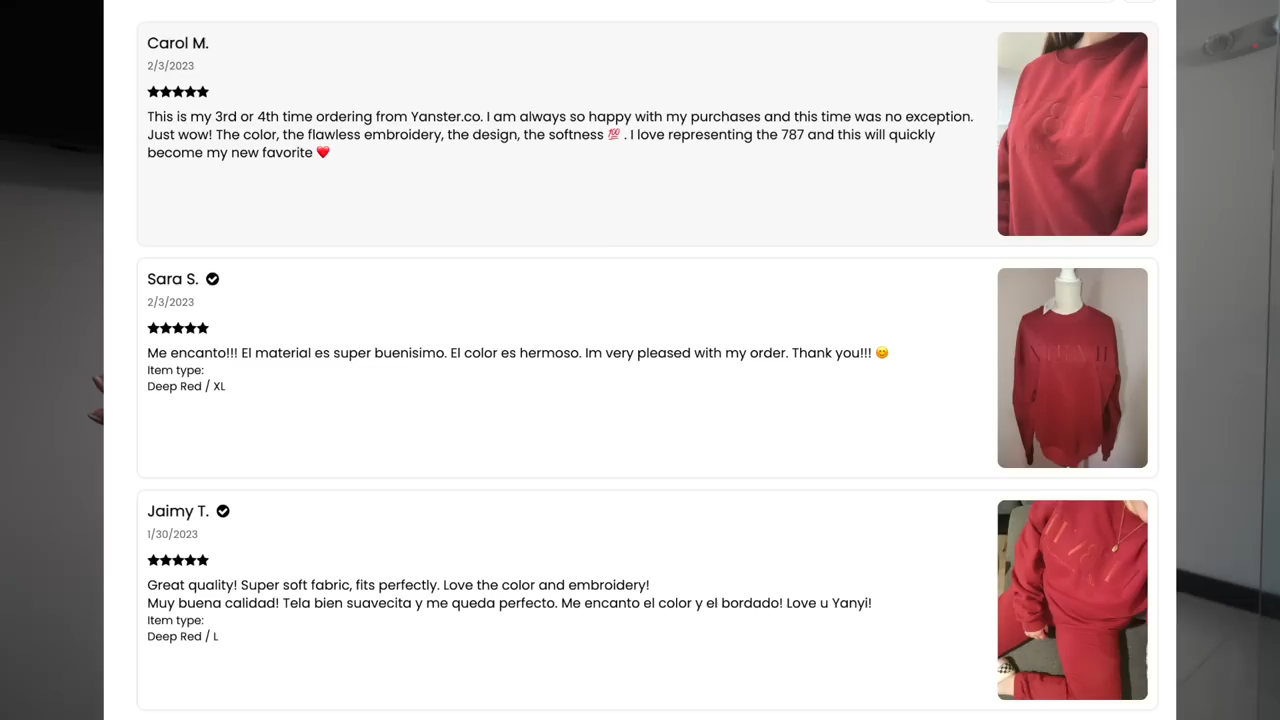 Carol M.
2/3/2023
★★★★★
This is my 3rd or 4th time ordering from Yanster.co. I am always so happy with my purchases and this time was no exception.
Just wow! The color, the flawless embroidery, the design, the softness 💯 . I love representing the 787 and this will quickly
become my new favorite ❤️
Sara S.
2/3/2023
★★★★★
Me encanto!!! El material es super buenisimo. El color es hermoso. Im very pleased with my order. Thank you!!! 😊
Item type:
Deep Red / XL
Jaimy T.
1/30/2023
★★★★★
Great quality! Super soft fabric, fits perfectly. Love the color and embroidery!
Muy buena calidad! Tela bien suavecita y me queda perfecto. Me encanto el color y el bordado! Love u Yanyi!
Item type:
Deep Red / L